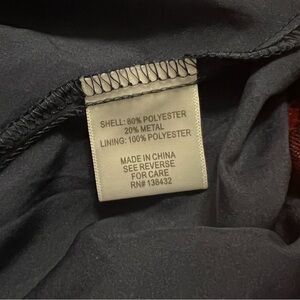 SHELL: 80% POLYESTER
20% METAL
LINING: 100% POLYESTER
MADE IN CHINA
SEE REVERSE
FOR CARE
RN# 138432